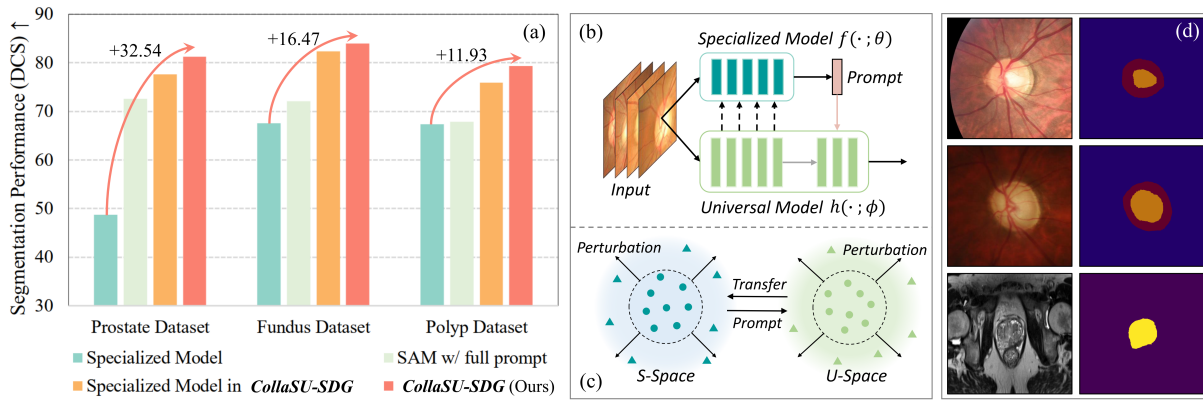 Segmentation Performance (DCS) ↑
90
80
70
60
50
40
30
+32.54
+16.47
+11.93
(a)
Prostate Dataset
Fundus Dataset
Polyp Dataset
Specialized Model
SAM w/ full prompt
Specialized Model in CollaSU-SDG
CollaSU-SDG (Ours)
(b)
Specialized Model f(·;θ)
Prompt
Input
Universal Model h(·;ϕ)
Perturbation
Perturbation
Transfer
Prompt
(c)
S-Space
U-Space
(d)